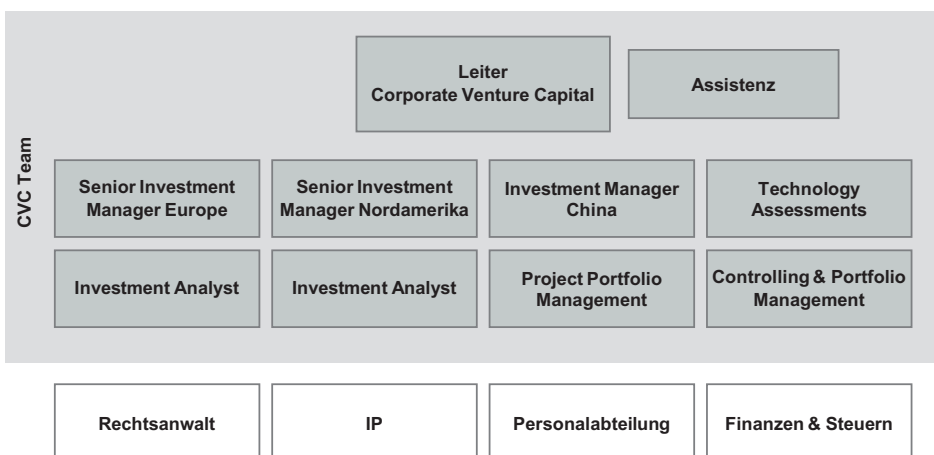 CVC Team
Leiter
Corporate Venture Capital
Assistenz
Senior Investment
Manager Europe
Senior Investment
Manager Nordamerika
Investment Manager
China
Technology
Assessments
Investment Analyst
Investment Analyst
Project Portfolio
Management
Controlling & Portfolio
Management
Rechtsanwalt
IP
Personalabteilung
Finanzen & Steuern